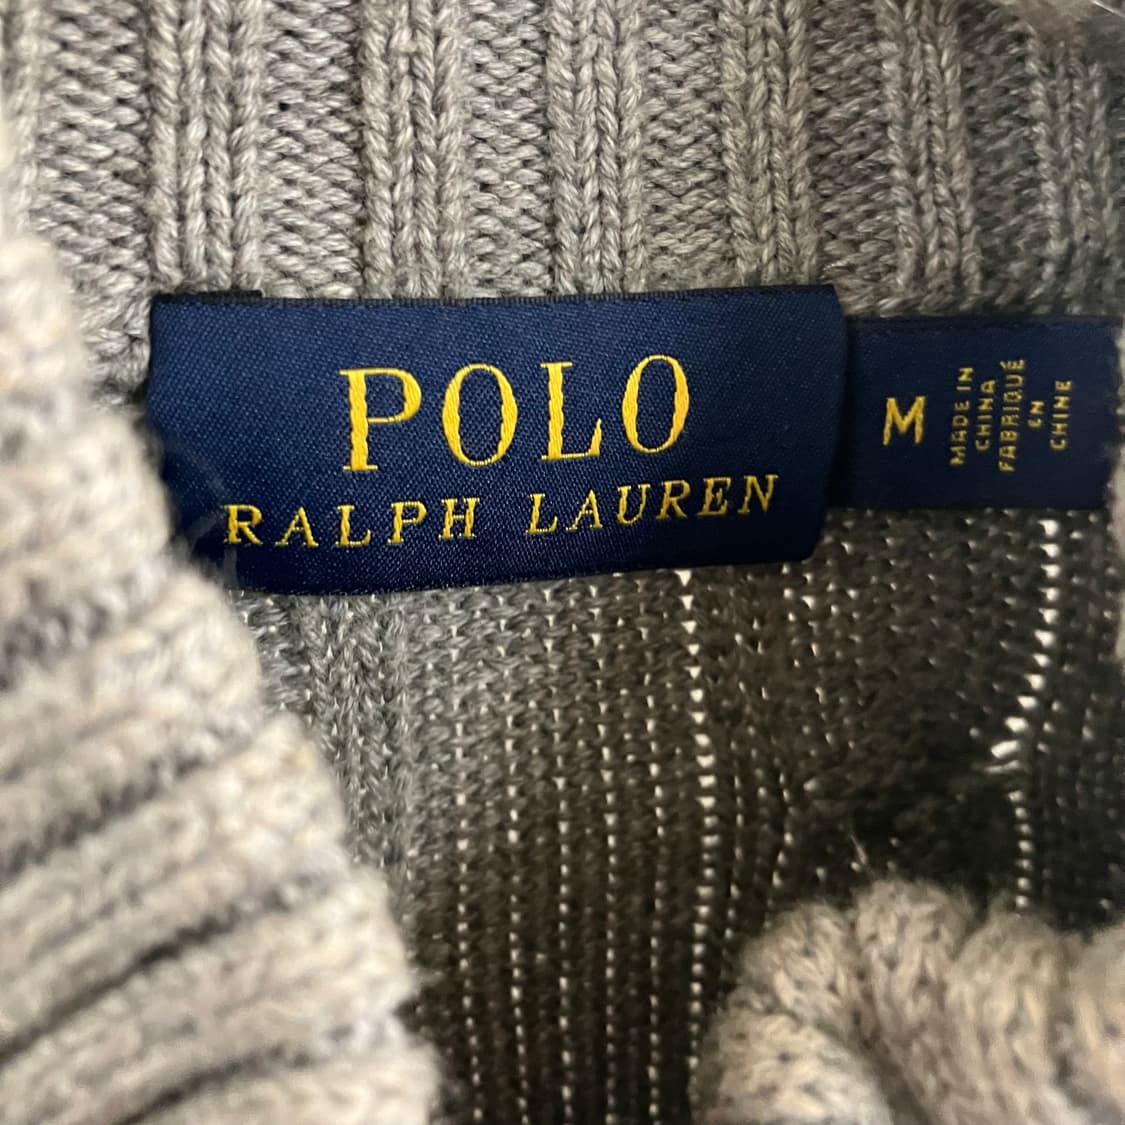 POLO
RALPH LAUREN
M
MADE IN
CHINA
FABRIQUÉ
EN
CHINE